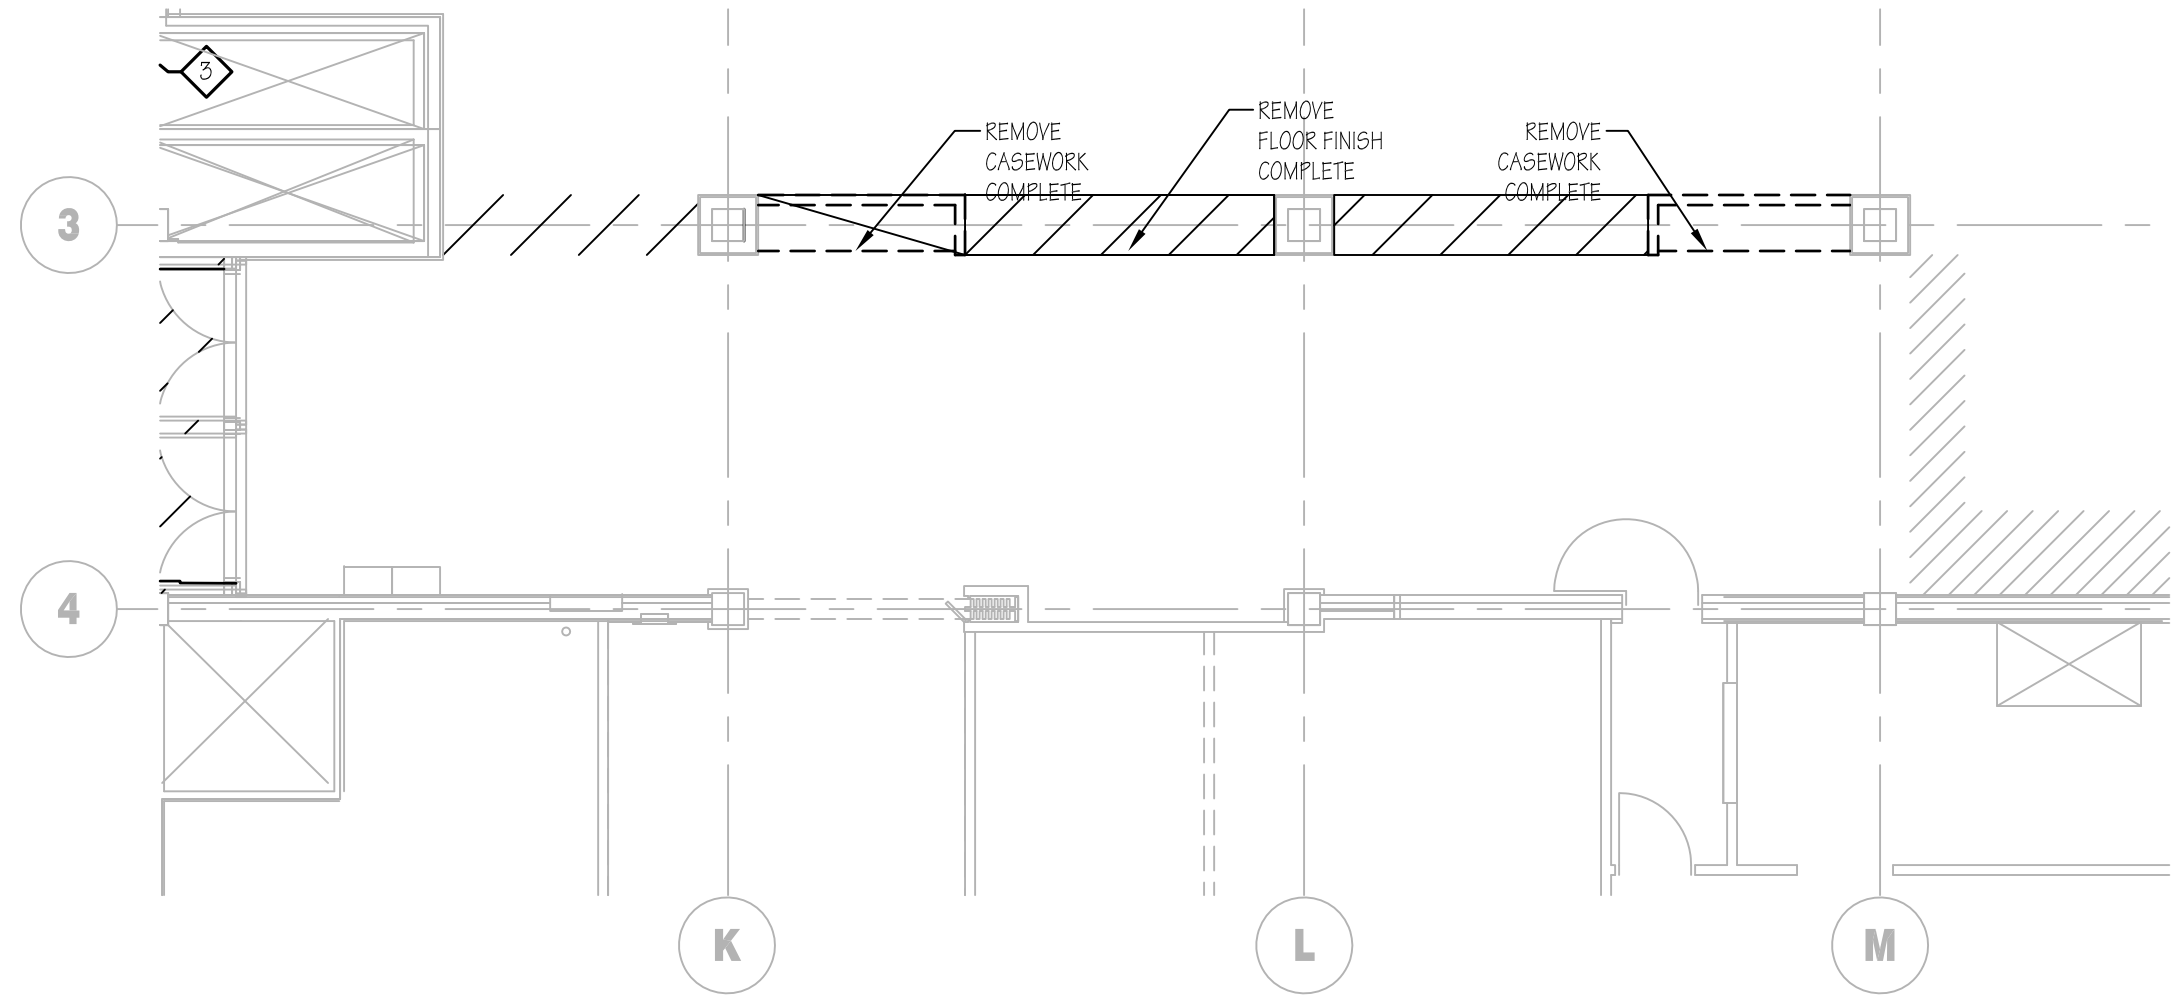 3
REMOVE
CASEWORK
COMPLETE
REMOVE
FLOOR FINISH
COMPLETE
REMOVE
CASEWORK
COMPLETE
3
4
K
L
M